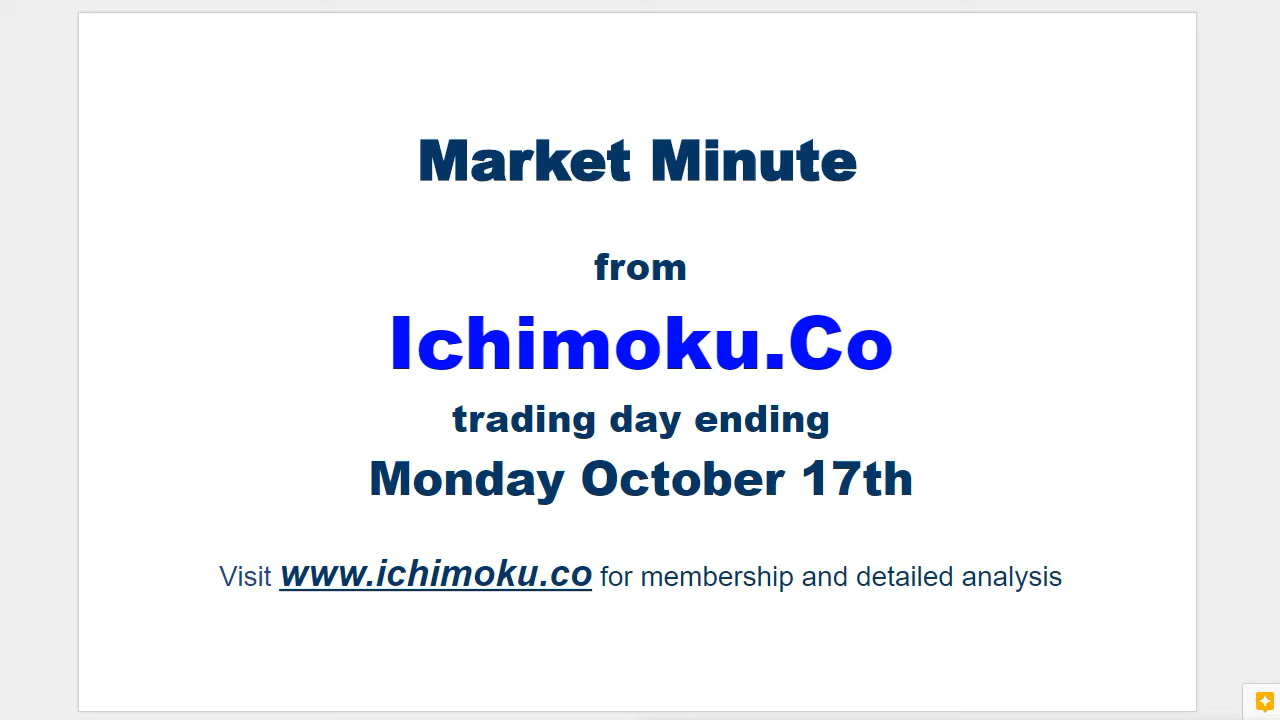 Market Minute
from
Ichimoku.Co
trading day ending
Monday October 17th
Visit www.ichimoku.co for membership and detailed analysis